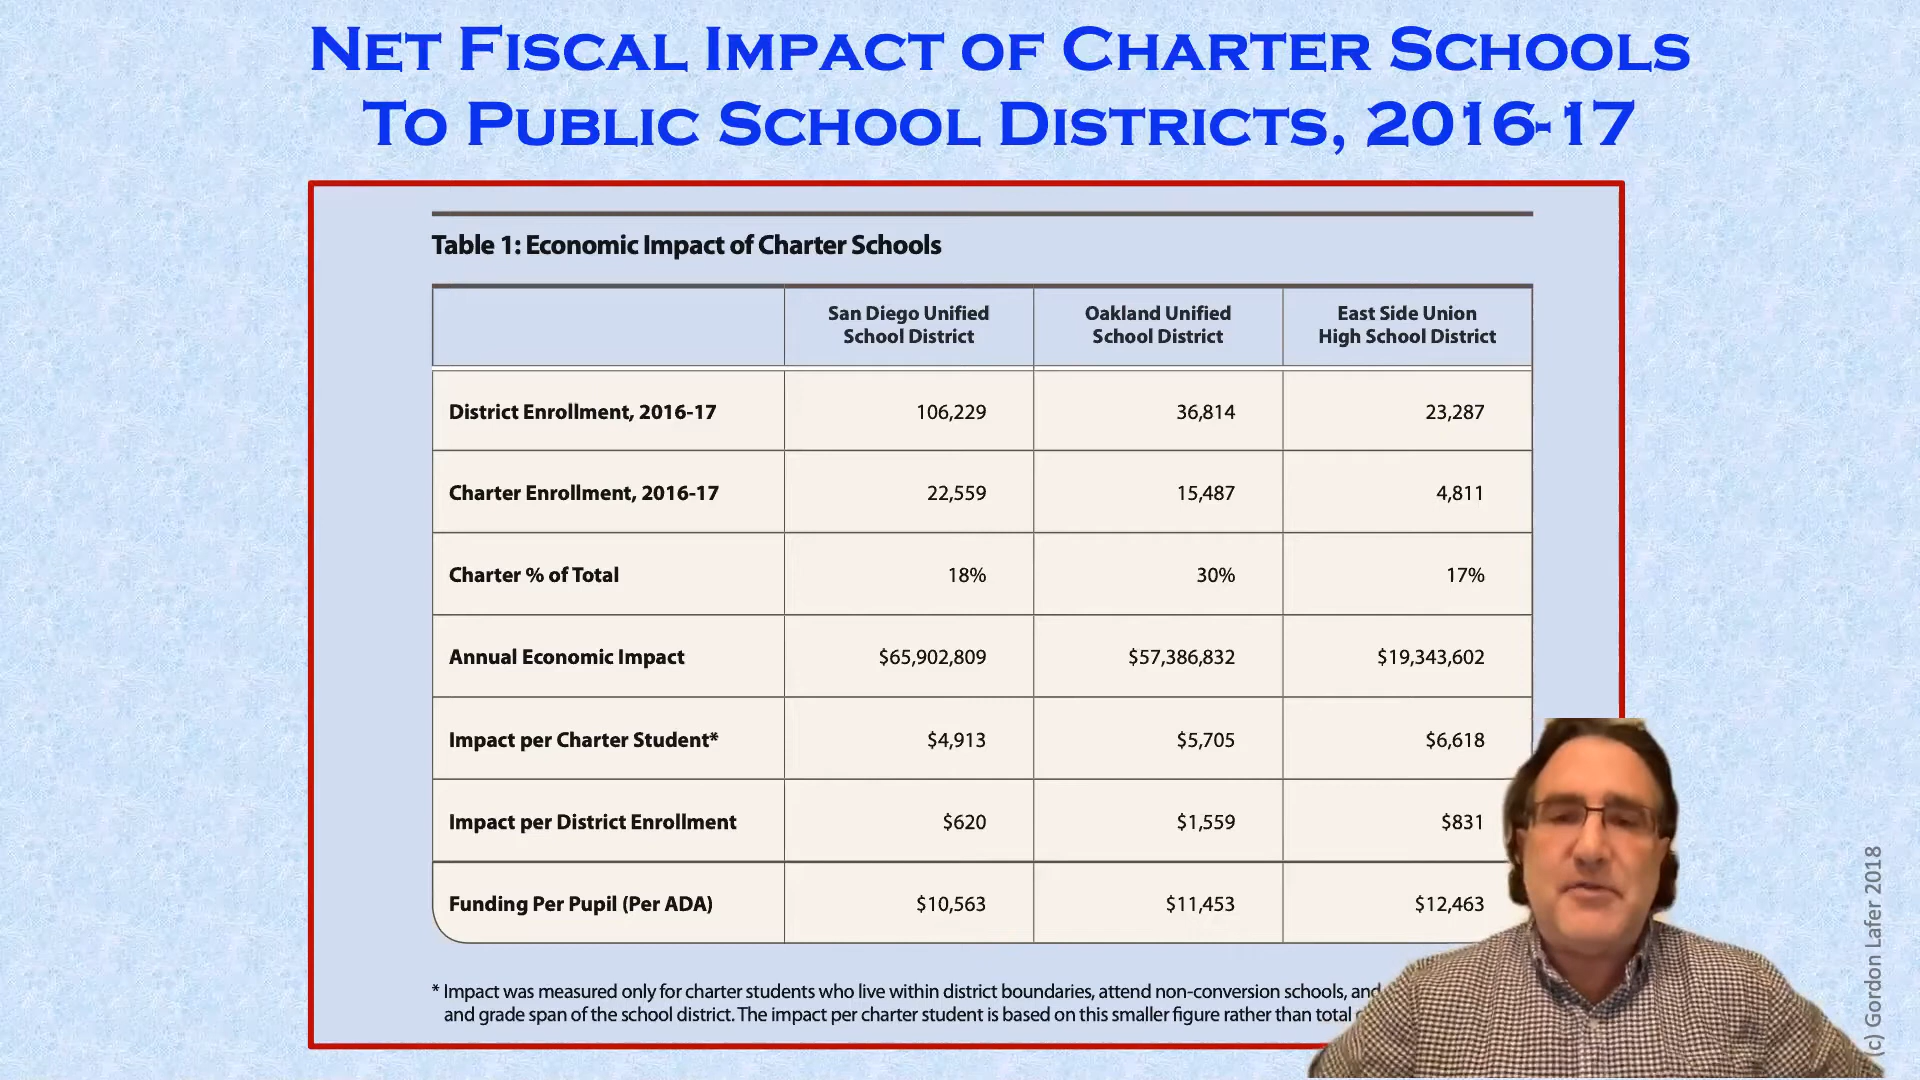 NET FISCAL IMPACT OF CHARTER SCHOOLS
TO PUBLIC SCHOOL DISTRICTS, 2016-17
Table 1: Economic Impact of Charter Schools
San Diego Unified School District
Oakland Unified School District
East Side Union High School District
District Enrollment, 2016-17 106,229 36,814 23,287
Charter Enrollment, 2016-17 22,559 15,487 4,811
Charter % of Total 18% 30% 17%
Annual Economic Impact $65,902,809 $57,386,832 $19,343,602
Impact per Charter Student* $4,913 $5,705 $6,618
Impact per District Enrollment $620 $1,559 $831
Funding Per Pupil (Per ADA) $10,563 $11,453 $12,463
* Impact was measured only for charter students who live within district boundaries, attend non-conversion schools, and
and grade span of the school district. The impact per charter student is based on this smaller figure rather than total
(c) Gordon Lafer 2018